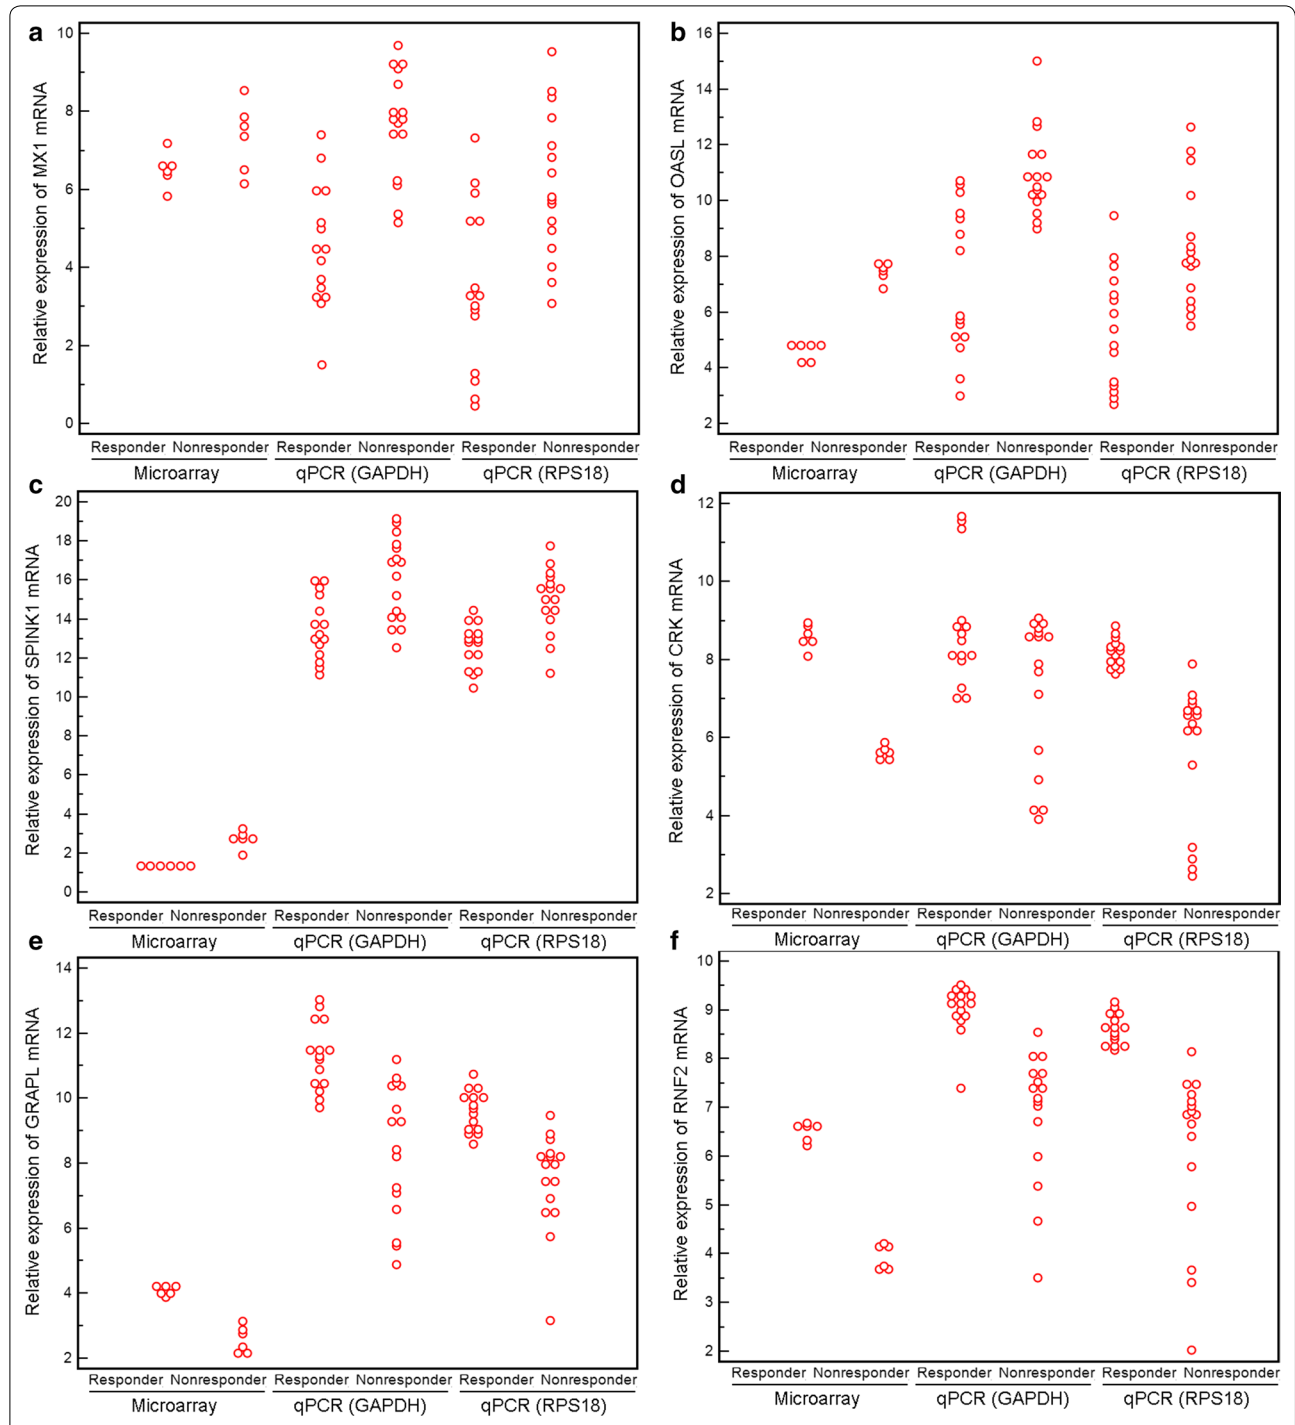 a
Relative expression of MX1 mRNA
10
8
6
4
2
0
Responder Nonresponder Responder Nonresponder Responder Nonresponder
Microarray qPCR (GAPDH) qPCR (RPS18)
b
Relative expression of OASL mRNA
16
14
12
10
8
6
4
2
Responder Nonresponder Responder Nonresponder Responder Nonresponder
Microarray qPCR (GAPDH) qPCR (RPS18)
c
Relative expression of SPINK1 mRNA
20
18
16
14
12
10
8
6
4
2
0
Responder Nonresponder Responder Nonresponder Responder Nonresponder
Microarray qPCR (GAPDH) qPCR (RPS18)
d
Relative expression of CRK mRNA
12
10
8
6
4
2
Responder Nonresponder Responder Nonresponder Responder Nonresponder
Microarray qPCR (GAPDH) qPCR (RPS18)
e
Relative expression of GRAPL mRNA
14
12
10
8
6
4
2
Responder Nonresponder Responder Nonresponder Responder Nonresponder
Microarray qPCR (GAPDH) qPCR (RPS18)
f
Relative expression of RNF2 mRNA
10
9
8
7
6
5
4
3
2
Responder Nonresponder Responder Nonresponder Responder Nonresponder
Microarray qPCR (GAPDH) qPCR (RPS18)